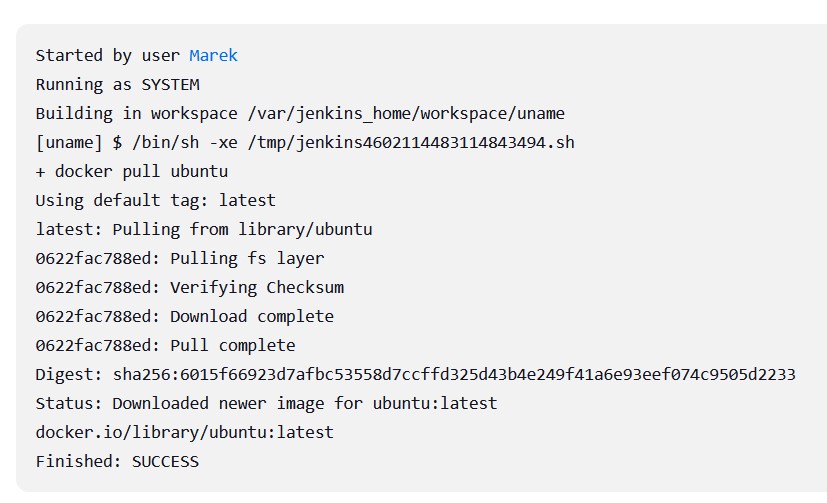 Started by user Marek
Running as SYSTEM
Building in workspace /var/jenkins_home/workspace/uname
[uname] $ /bin/sh -xe /tmp/jenkins4602114483114843494.sh
+ docker pull ubuntu
Using default tag: latest
latest: Pulling from library/ubuntu
0622fac788ed: Pulling fs layer
0622fac788ed: Verifying Checksum
0622fac788ed: Download complete
0622fac788ed: Pull complete
Digest: sha256:6015f66923d7afbc53558d7ccffd325d43b4e249f41a6e93eef074c9505d2233
Status: Downloaded newer image for ubuntu:latest
docker.io/library/ubuntu:latest
Finished: SUCCESS